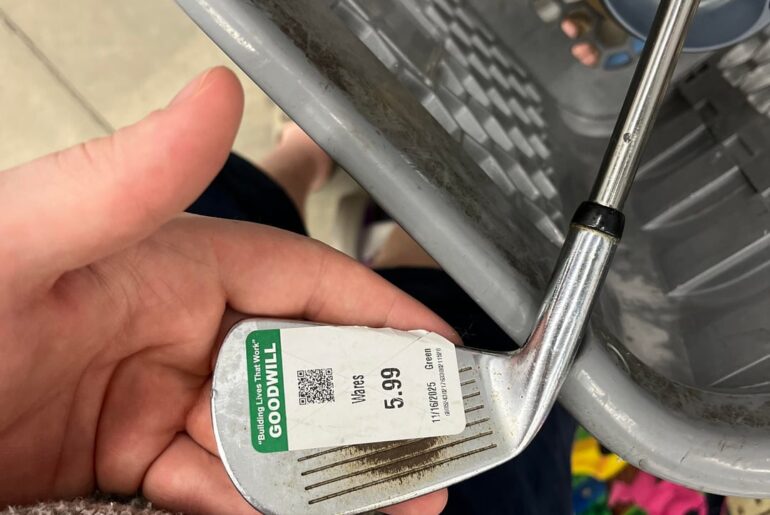 "Building Lives That Work"
GOODWILL
Wares
5.99
11/16/2025 Green